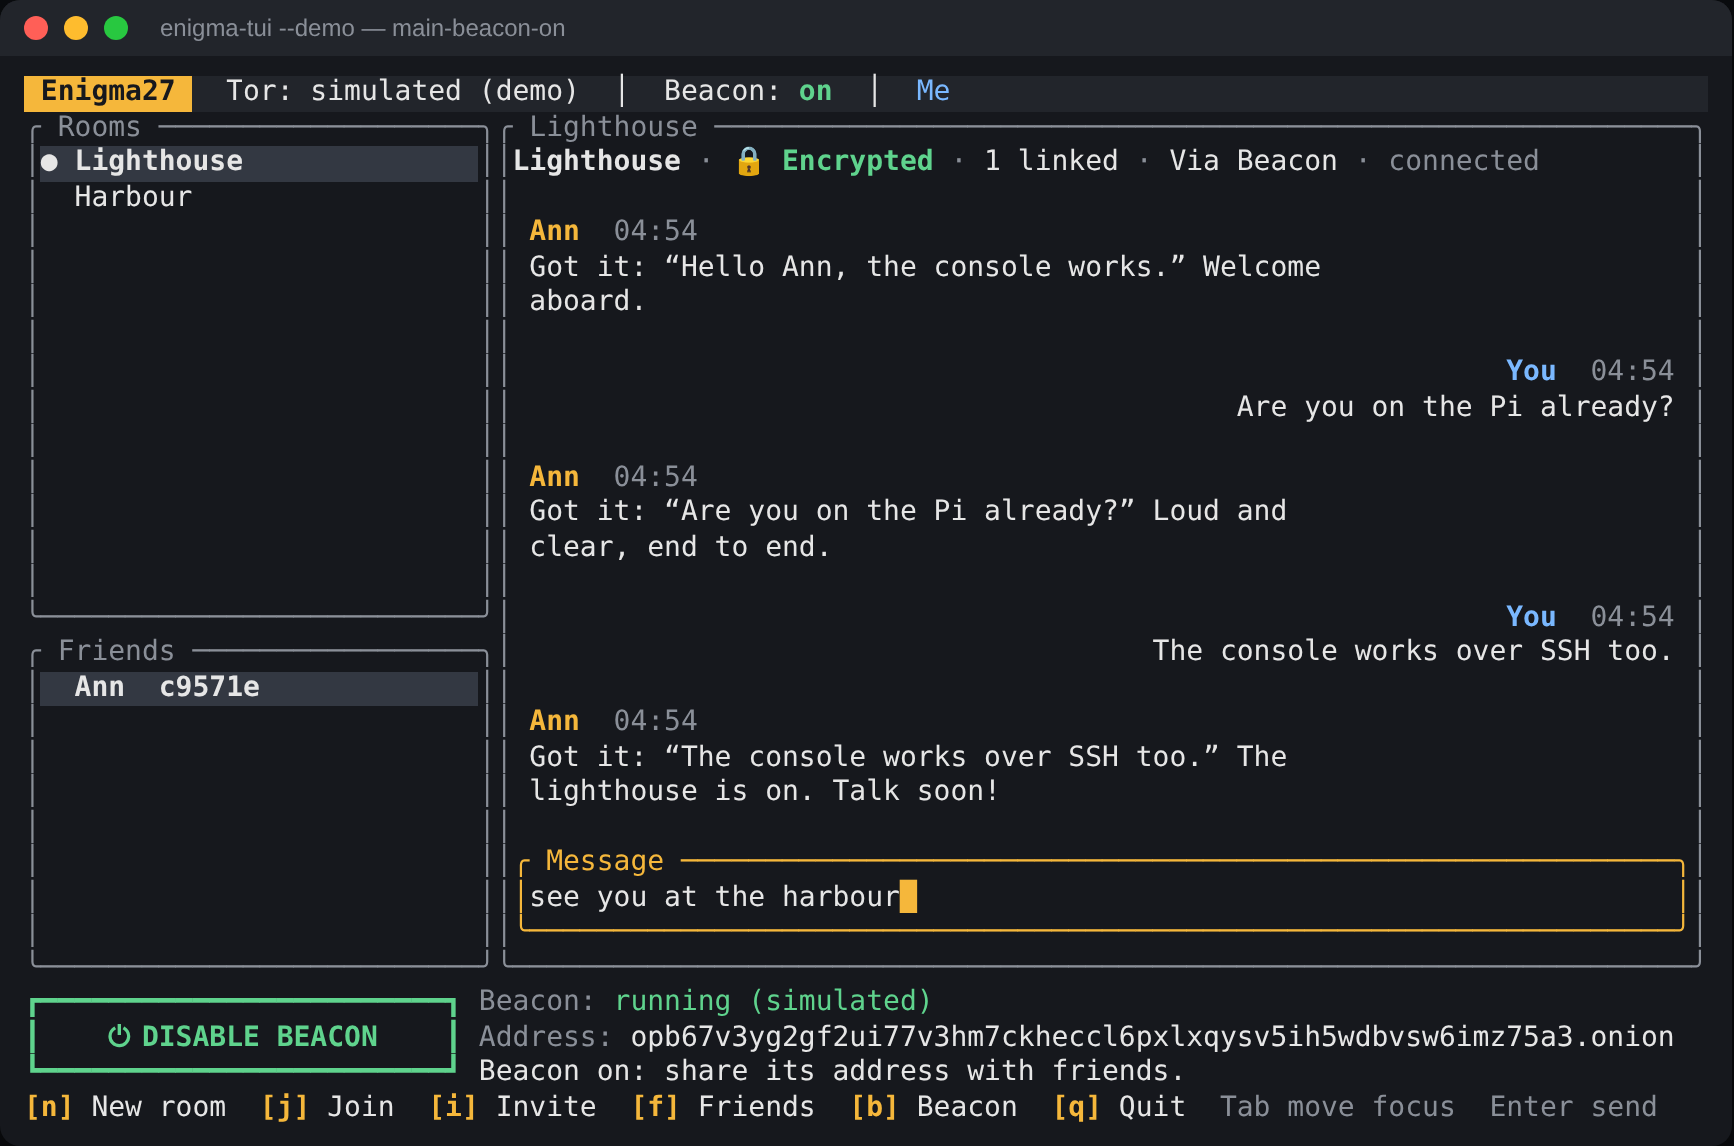 enigma-tui --demo — main-beacon-on
Enigma27 Tor: simulated (demo) │ Beacon: on │ Me
Rooms
● Lighthouse
Harbour
Lighthouse
Lighthouse · 🔒 Encrypted · 1 linked · Via Beacon · connected
Ann 04:54
Got it: “Hello Ann, the console works.” Welcome
aboard.
You 04:54
Are you on the Pi already?
Ann 04:54
Got it: “Are you on the Pi already?” Loud and
clear, end to end.
You 04:54
The console works over SSH too.
Ann 04:54
Got it: “The console works over SSH too.” The
lighthouse is on. Talk soon!
Message
see you at the harbour
Friends
Ann c9571e
⏻ DISABLE BEACON
Beacon: running (simulated)
Address: opb67v3yg2gf2ui77v3hm7ckheccl6pxlxqysv5ih5wdbvsw6imz75a3.onion
Beacon on: share its address with friends.
[n] New room [j] Join [i] Invite [f] Friends [b] Beacon [q] Quit Tab move focus Enter send